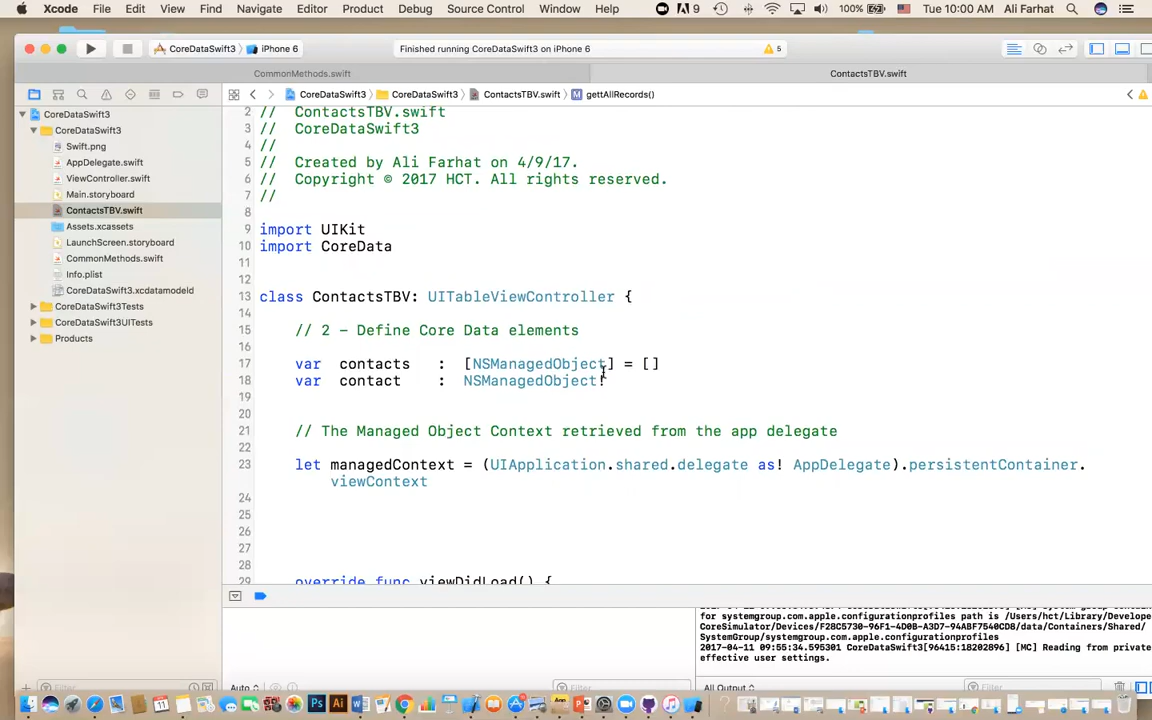 Xcode File Edit View Find Navigate Editor Product Debug Source Control Window Help 9 100% Tue 10:00 AM Ali Farhat
CoreDataSwift3 iPhone 6 Finished running CoreDataSwift3 on iPhone 6 5
CommonMethods.swift ContactsTBV.swift
CoreDataSwift3 CoreDataSwift3 ContactsTBV.swift gettAllRecords()
CoreDataSwift3
CoreDataSwift3
Swift.png
AppDelegate.swift
ViewController.swift
Main.storyboard
ContactsTBV.swift
Assets.xcassets
LaunchScreen.storyboard
CommonMethods.swift
Info.plist
CoreDataSwift3.xcdatamodeld
CoreDataSwift3Tests
CoreDataSwift3UITests
Products
2 // ContactsTBV.swift
3 // CoreDataSwift3
4 //
5 // Created by Ali Farhat on 4/9/17.
6 // Copyright © 2017 HCT. All rights reserved.
7 //
8
9 import UIKit
10 import CoreData
11
12
13 class ContactsTBV: UITableViewController {
14
15 // 2 - Define Core Data elements
16
17 var contacts : [NSManagedObject] = []
18 var contact : NSManagedObject!
19
20
21 // The Managed Object Context retrieved from the app delegate
22
23 let managedContext = (UIApplication.shared.delegate as! AppDelegate).persistentContainer.
viewContext
24
25
26
27
28
29 override func viewDidLoad() {
for systemgroup.com.apple.configurationprofiles path is /Users/hct/Library/Develope
CoreSimulator/Devices/F28C5730-96F1-4D0B-A3D7-94ABF7540CDB/data/Containers/Shared/
SystemGroup/systemgroup.com.apple.configurationprofiles
2017-04-11 09:55:34.595301 CoreDataSwift3[96415:18202896] [MC] Reading from private
effective user settings.
Filter Auto Filter All Output Filter